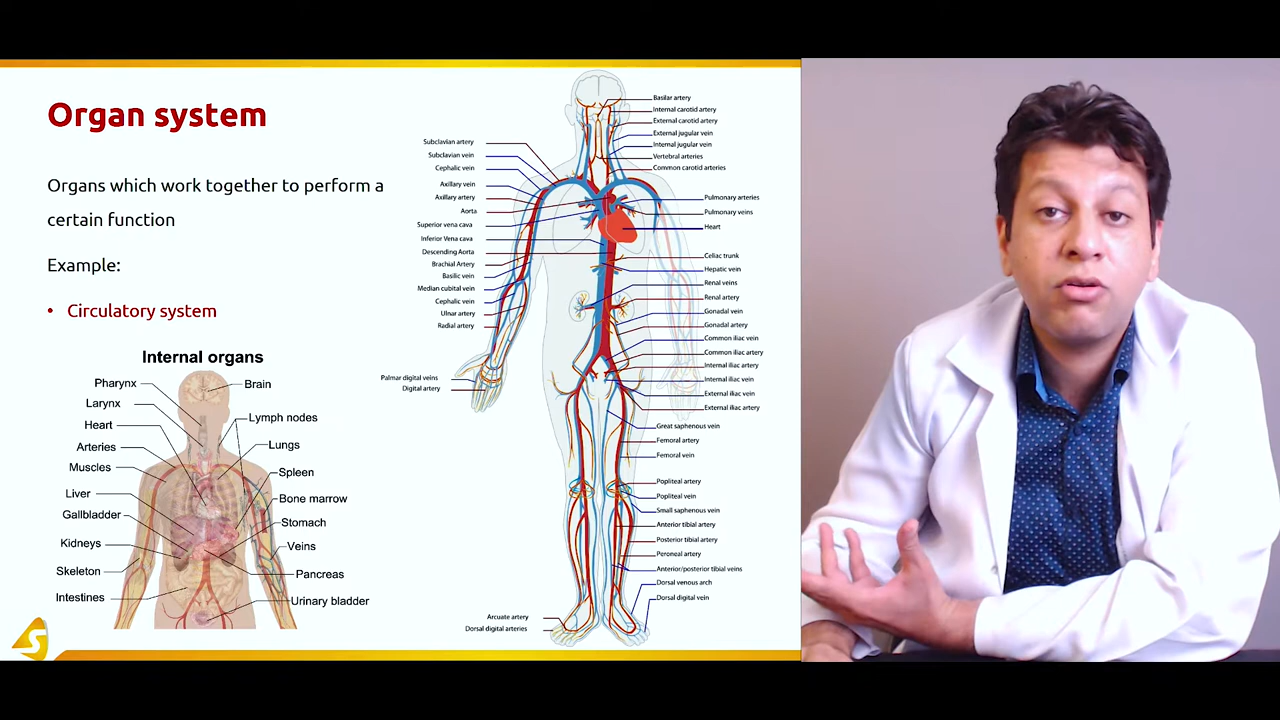 Organ system
Organs which work together to perform a
certain function
Example:
• Circulatory system
Internal organs
Pharynx
Larynx
Heart
Arteries
Muscles
Liver
Gallbladder
Kidneys
Skeleton
Intestines
Brain
Lymph nodes
Lungs
Spleen
Bone marrow
Stomach
Veins
Pancreas
Urinary bladder
Subclavian artery
Subclavian vein
Cephalic vein
Axillary vein
Axillary artery
Aorta
Superior vena cava
Inferior Vena cava
Descending Aorta
Brachial Artery
Basilic vein
Median cubital vein
Cephalic vein
Ulnar artery
Radial artery
Palmar digital veins
Digital artery
Arcuate artery
Dorsal digital arteries
Basilar artery
Internal carotid artery
External carotid artery
External jugular vein
Internal jugular vein
Vertebral arteries
Common carotid arteries
Pulmonary arteries
Pulmonary veins
Heart
Celiac trunk
Hepatic vein
Renal veins
Renal artery
Gonadal vein
Gonadal artery
Common iliac vein
Common iliac artery
Internal iliac artery
Internal iliac vein
External iliac vein
External iliac artery
Great saphenous vein
Femoral artery
Femoral vein
Popliteal artery
Popliteal vein
Small saphenous vein
Anterior tibial artery
Posterior tibial artery
Peroneal artery
Anterior/posterior tibial veins
Dorsal venous arch
Dorsal digital vein
S